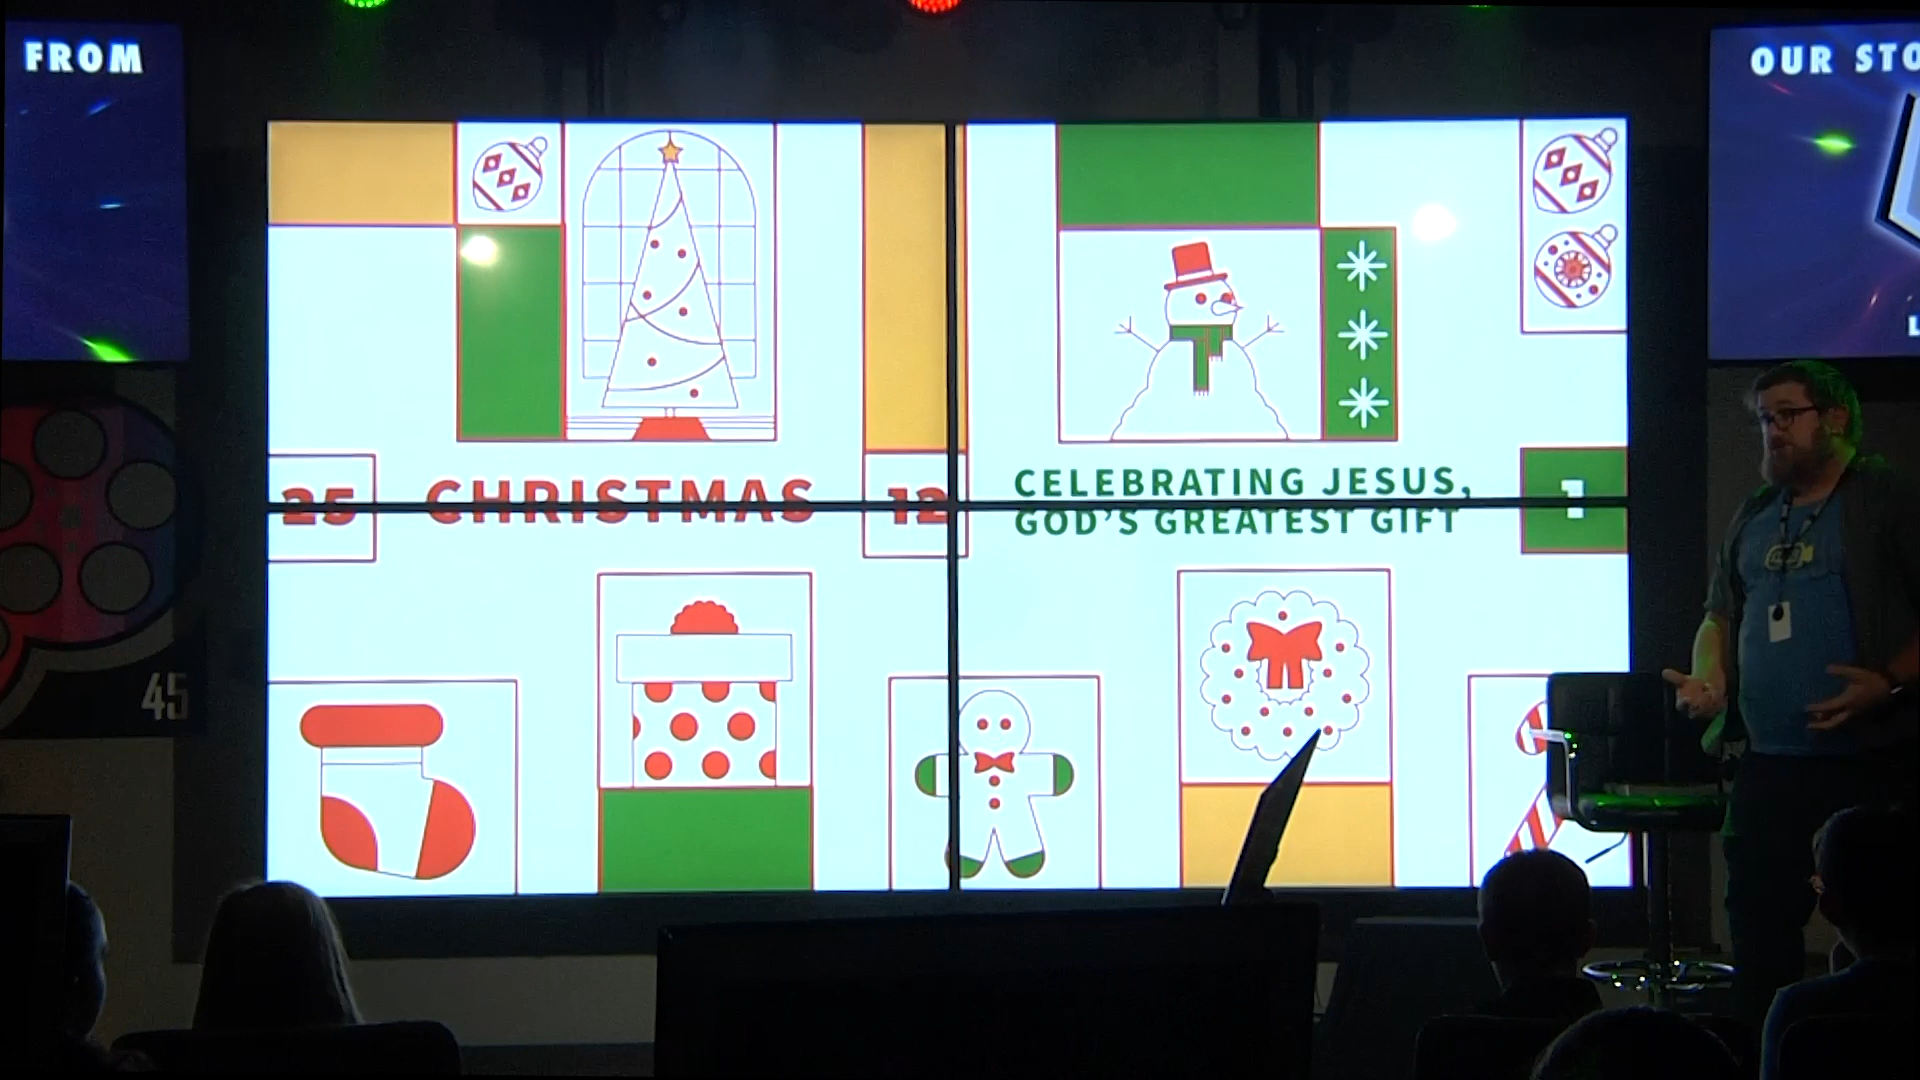 FROM
OUR STO
25
CHRISTMAS
12
CELEBRATING JESUS,
GOD'S GREATEST GIFT
1
45